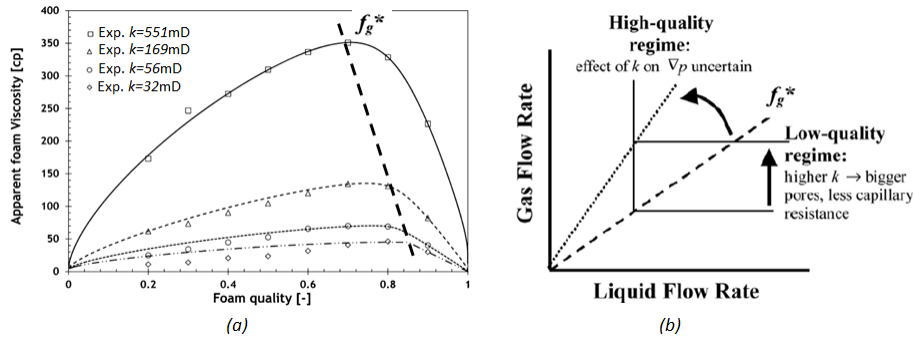 400
350
300
250
200
150
100
50
0
Apparent foam Viscosity [cp]
Exp. k=551mD
Exp. k=169mD
Exp. k=56mD
Exp. k=32mD
fg*
0
0.2
0.4
0.6
0.8
1
Foam quality [-]
(a)
High-quality
regime:
effect of k on ∇p uncertain
fg*
Low-quality
regime:
higher k → bigger
pores, less capillary
resistance
Gas Flow Rate
Liquid Flow Rate
(b)